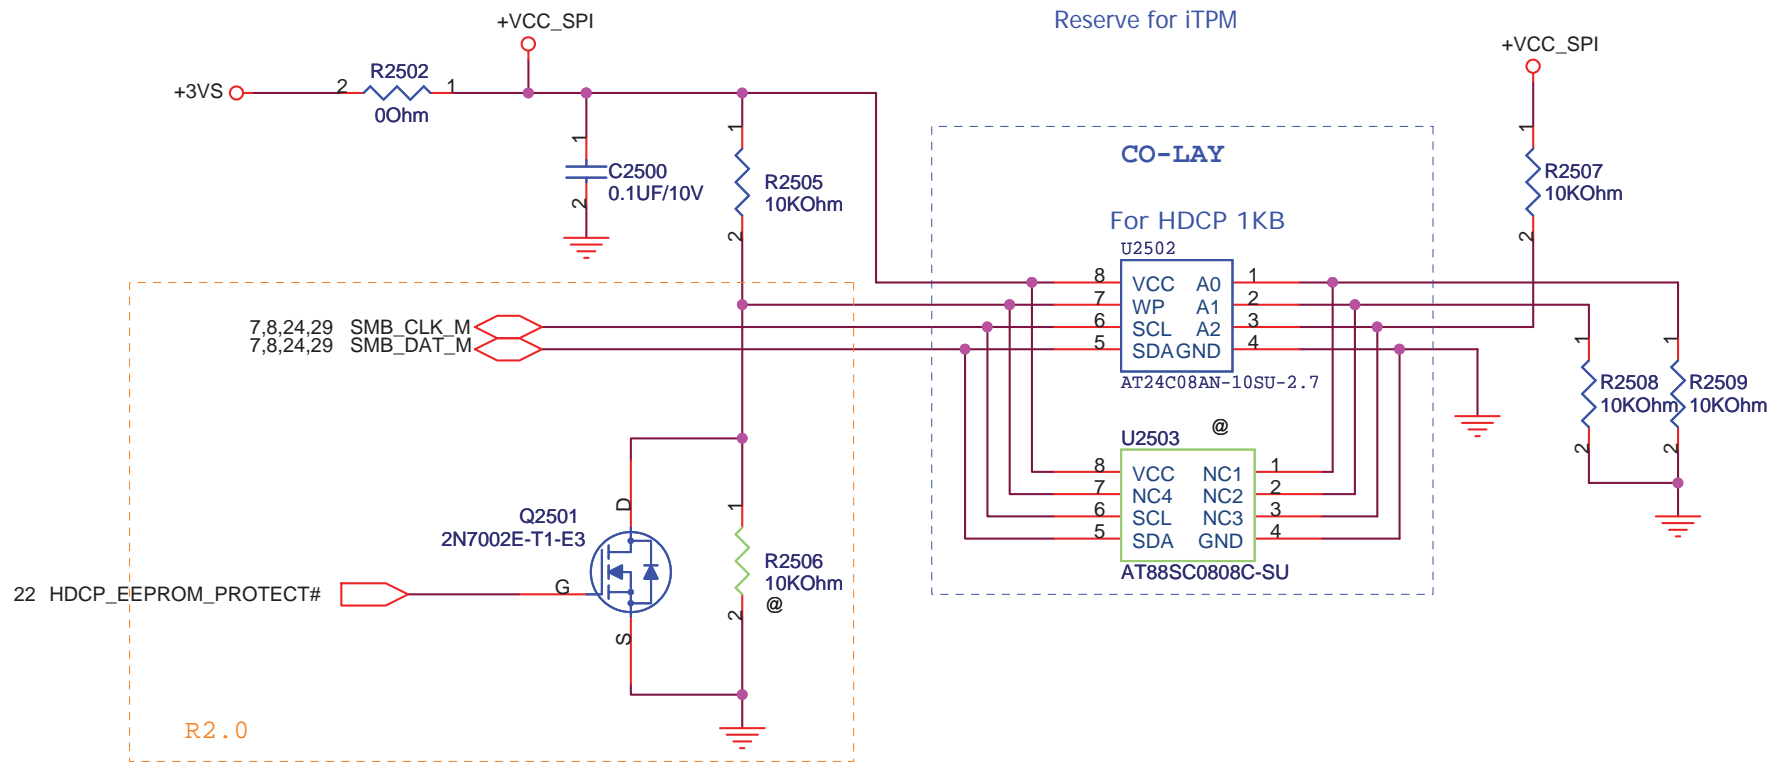 Reserve for iTPM
+VCC_SPI
+3VS
2
R2502
1
0Ohm
1
C2500
0.1UF/10V
2
1
R2505
10KOhm
2
+VCC_SPI
1
R2507
10KOhm
2
CO-LAY
For HDCP 1KB
U2502
8 VCC A0 1
7 WP A1 2
6 SCL A2 3
5 SDA GND 4
AT24C08AN-10SU-2.7
7,8,24,29 SMB_CLK_M
7,8,24,29 SMB_DAT_M
1
R2508
10KOhm
2
1
R2509
10KOhm
2
@
U2503
8 VCC NC1 1
7 NC4 NC2 2
6 SCL NC3 3
5 SDA GND 4
AT88SC0808C-SU
D
Q2501
2N7002E-T1-E3
G
S
22 HDCP_EEPROM_PROTECT#
1
R2506
10KOhm
@
2
R2.0